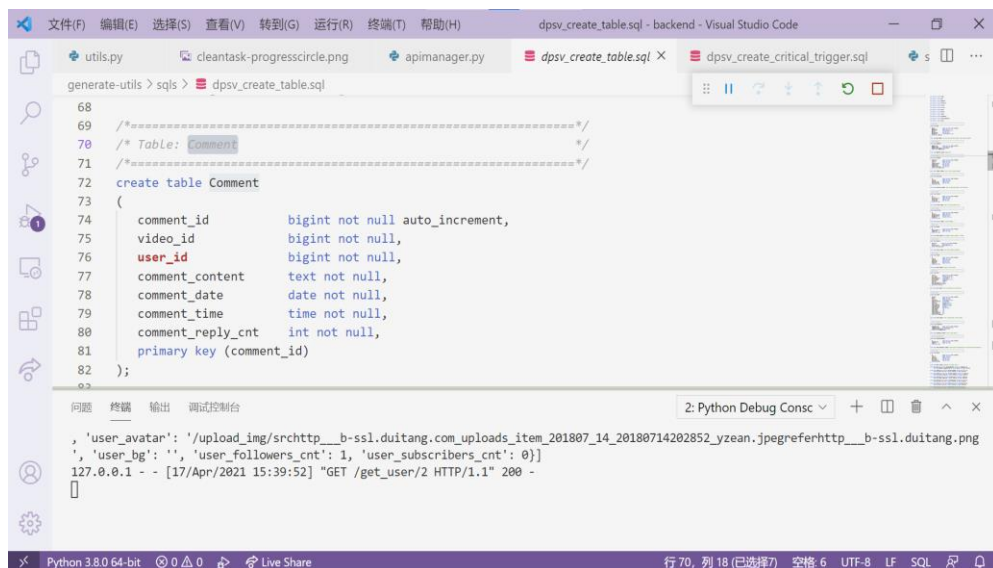 文件(F) 编辑(E) 选择(S) 查看(V) 转到(G) 运行(R) 终端(T) 帮助(H) dpsv_create_table.sql - backend - Visual Studio Code
utils.py cleantask-progresscircle.png apimanager.py dpsv_create_table.sql dpsv_create_critical_trigger.sql s
generate-utils > sqls > dpsv_create_table.sql
68
69 /*==============================================================*/
70 /* Table: Comment */
71 /*==============================================================*/
72 create table Comment
73 (
74 comment_id bigint not null auto_increment,
75 video_id bigint not null,
76 user_id bigint not null,
77 comment_content text not null,
78 comment_date date not null,
79 comment_time time not null,
80 comment_reply_cnt int not null,
81 primary key (comment_id)
82 );
1
问题 终端 输出 调试控制台 2: Python Debug Consc
, 'user_avatar': '/upload_img/srchttp___b-ssl.duitang.com_uploads_item_201807_14_20180714202852_yzean.jpegreferhttp___b-ssl.duitang.png
', 'user_bg': '', 'user_followers_cnt': 1, 'user_subscribers_cnt': 0}]
127.0.0.1 - - [17/Apr/2021 15:39:52] "GET /get_user/2 HTTP/1.1" 200 -
Python 3.8.0 64-bit 0 0 Live Share 行 70, 列 18 (已选择7) 空格: 6 UTF-8 LF SQL